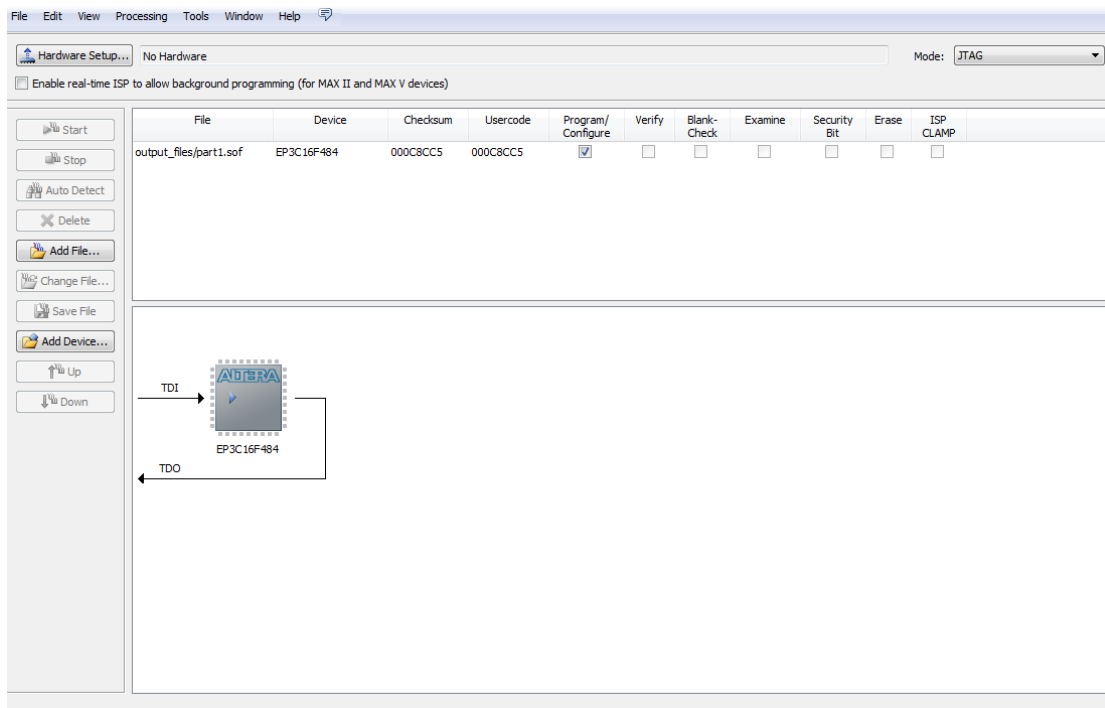 File Edit View Processing Tools Window Help
Hardware Setup... No Hardware Mode: JTAG
Enable real-time ISP to allow background programming (for MAX II and MAX V devices)
Start
Stop
Auto Detect
Delete
Add File...
Change File...
Save File
Add Device...
Up
Down
File Device Checksum Usercode Program/ Verify Blank- Examine Security Erase ISP
Configure Check Bit CLAMP
output_files/part1.sof EP3C16F484 000C8CC5 000C8CC5
ALTERA
TDI
EP3C16F484
TDO